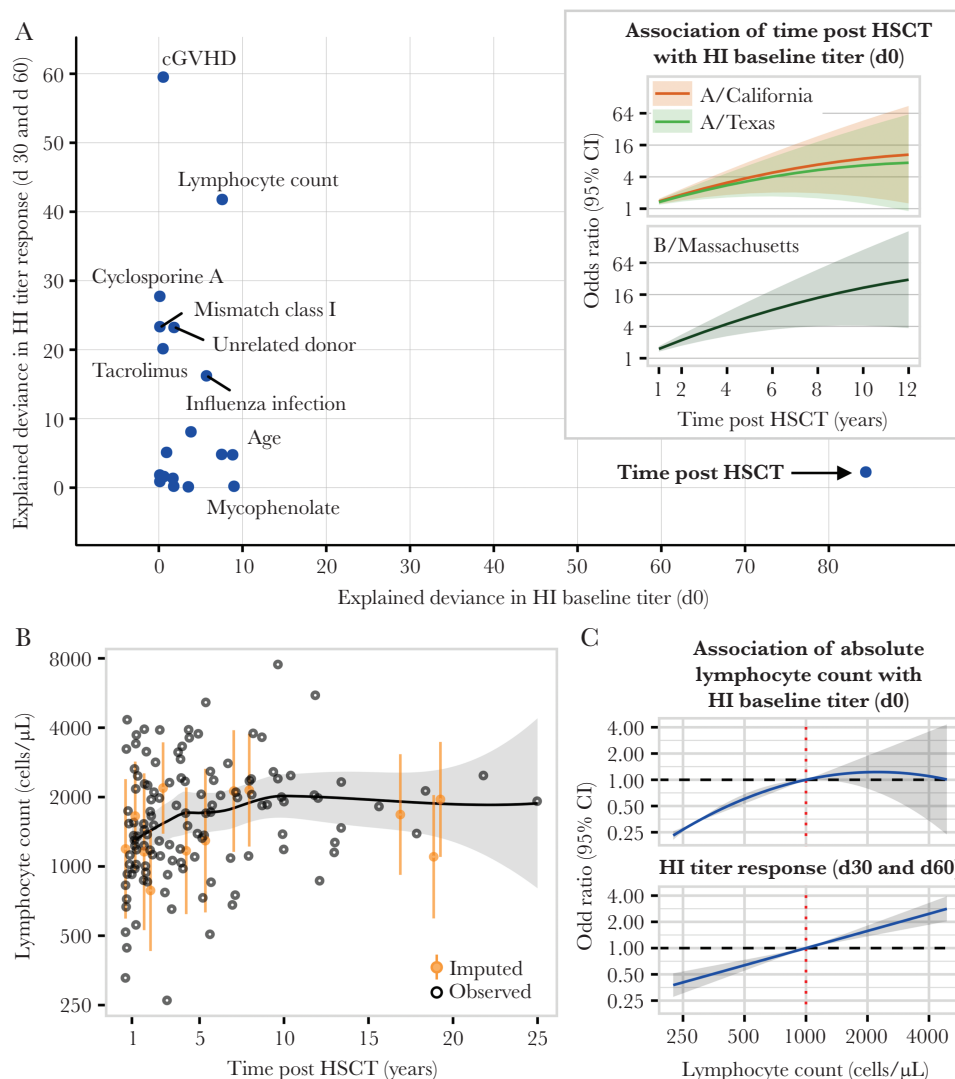 A
Explained deviance in HI titer response (d 30 and d 60)
60
50
40
30
20
10
0
cGVHD
Lymphocyte count
Cyclosporine A
Mismatch class I
Unrelated donor
Tacrolimus
Influenza infection
Age
Mycophenolate
Time post HSCT
0 10 20 30 40 50 60 70 80
Explained deviance in HI baseline titer (d0)
Association of time post HSCT
with HI baseline titer (d0)
A/California
A/Texas
64
16
4
1
B/Massachusetts
64
16
4
1
Odds ratio (95% CI)
1 2 4 6 8 10 12
Time post HSCT (years)
B
Lymphocyte count (cells/μL)
8000
4000
2000
1000
500
250
Imputed
Observed
1 5 10 15 20 25
Time post HSCT (years)
C
Association of absolute
lymphocyte count with
HI baseline titer (d0)
4.00
2.00
1.00
0.50
0.25
HI titer response (d30 and d60)
4.00
2.00
1.00
0.50
0.25
Odd ratio (95% CI)
250 500 1000 2000 4000
Lymphocyte count (cells/μL)